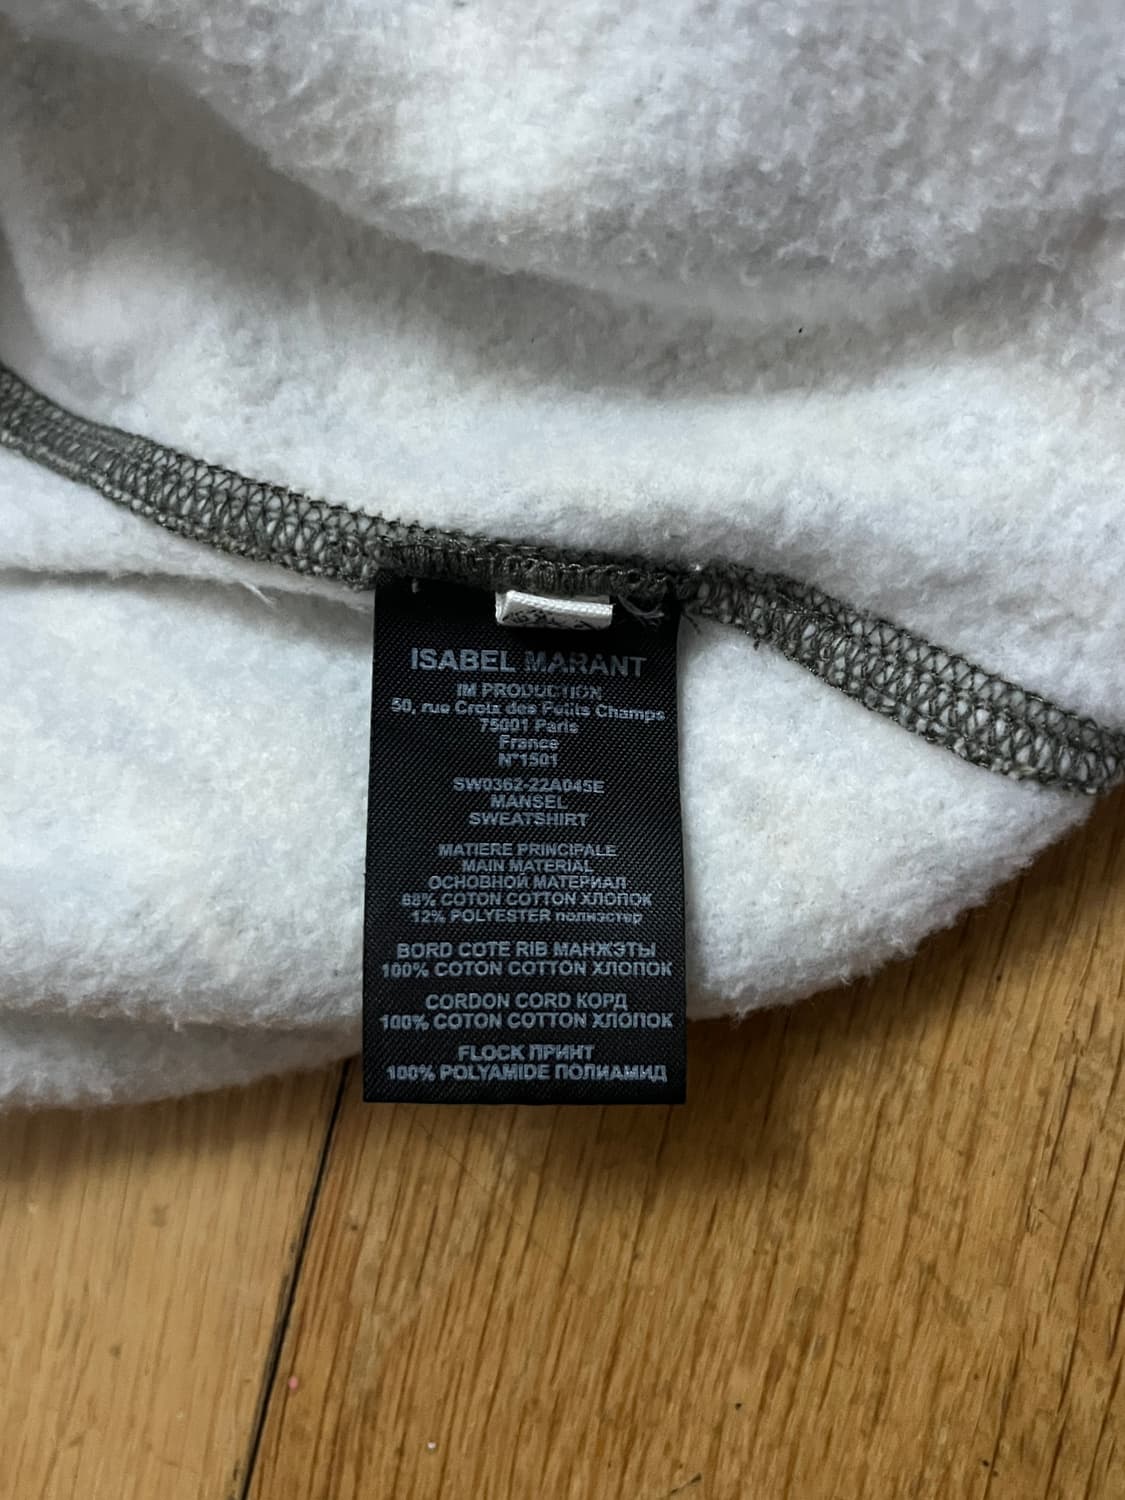 ISABEL MARANT
IM PRODUCTION
50, rue Croix des Petits Champs
75001 Paris
France
N°1501
SW0362-22A045E
MANSEL
SWEATSHIRT
MATIERE PRINCIPALE
MAIN MATERIAL
ОСНОВНОЙ МАТЕРИАЛ
88% COTON COTTON ХЛОПОК
12% POLYESTER полиэстер
BORD COTE RIB МАНЖЭТЫ
100% COTON COTTON ХЛОПОК
CORDON CORD КОРД
100% COTON COTTON ХЛОПОК
FLOCK ПРИНТ
100% POLYAMIDE ПОЛИАМИД